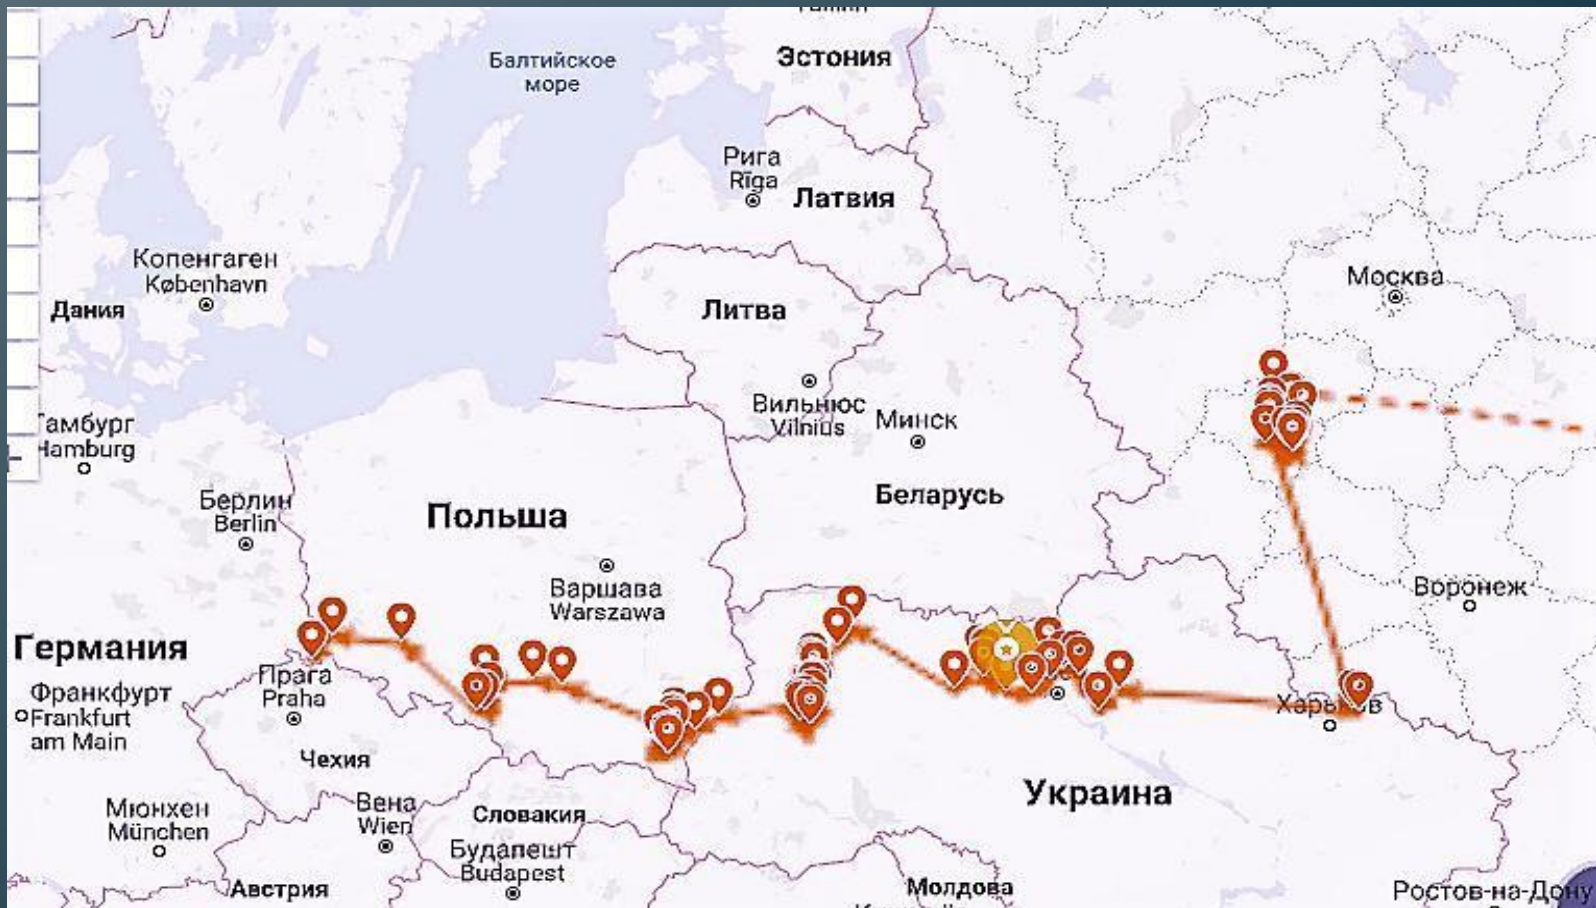 Эстония
Балтийское
море
Рига
Rīga
Латвия
Копенгаген
København
Дания
Москва
Литва
Вильнюс
Vilnius
Минск
Hamburg
Берлин
Berlin
Польша
Беларусь
Варшава
Warszawa
Воронеж
Германия
Прага
Praha
Франкфурт
Frankfurt
am Main
Чехия
Украина
Мюнхен
München
Вена
Wien
Словакия
Будапешт
Budapest
Австрия
Молдова
Ростов-на-Дону